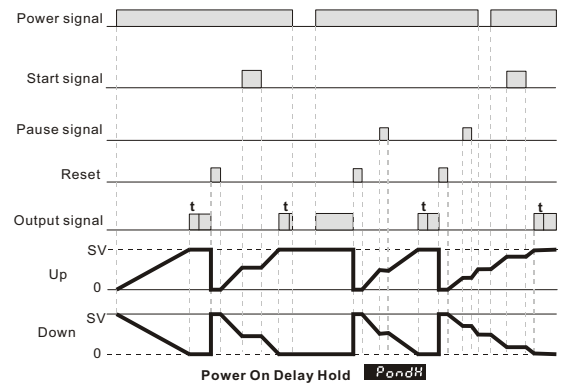 Power signal
Start signal
Pause signal
Reset
Output signal
t
t
t
t
SV
Up
0
SV
Down
0
Power On Delay Hold PondH